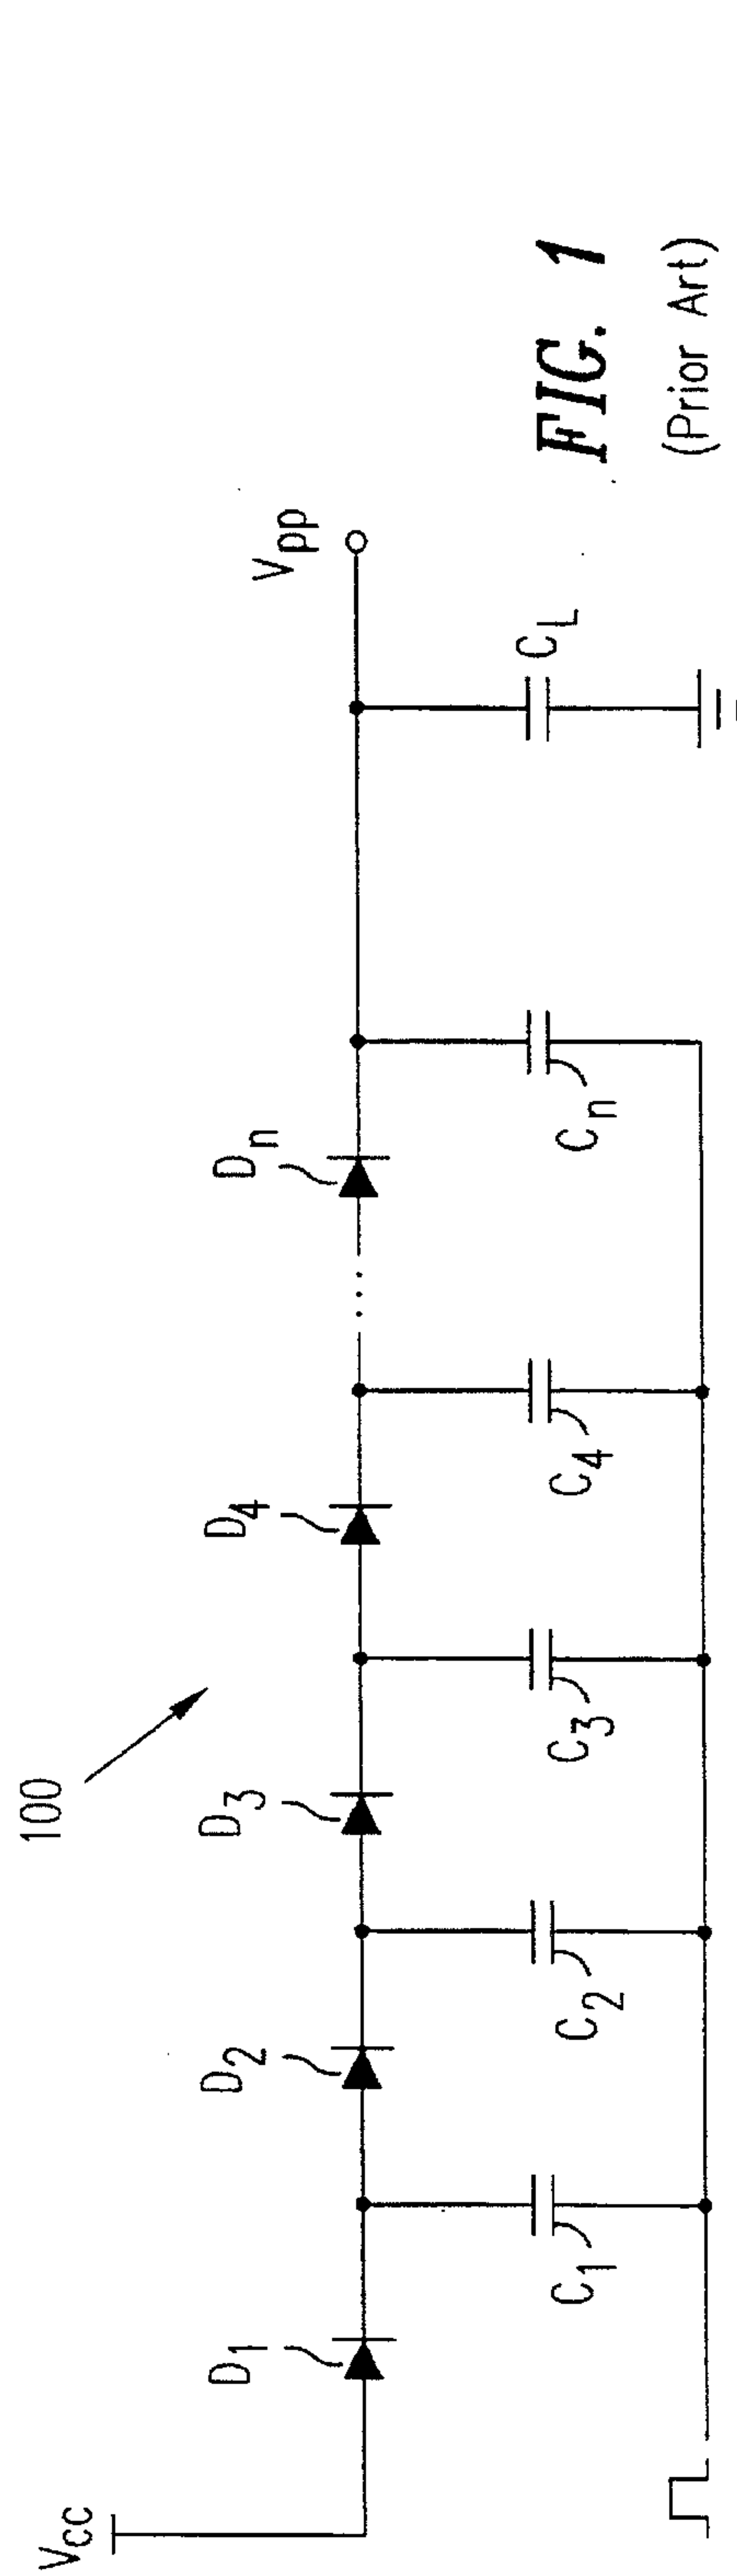 100
V_CC
D_1
D_2
D_3
D_4
...
D_n
V_pp
C_1
C_2
C_3
C_4
C_n
C_L
FIG. 1
(Prior Art)